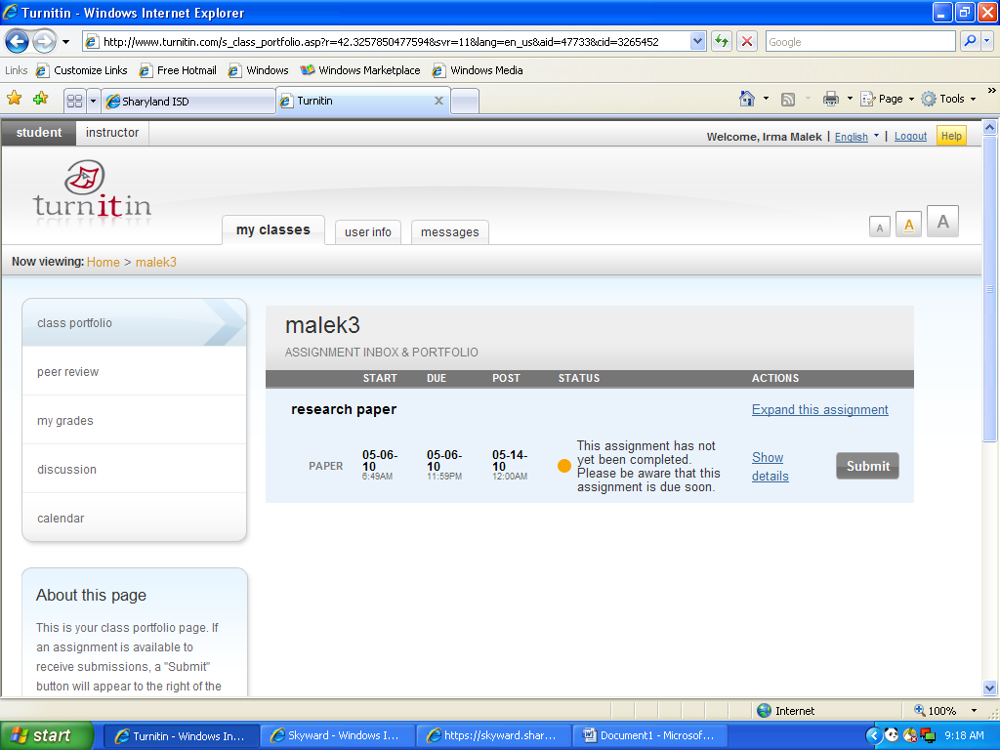 Turnitin - Windows Internet Explorer
http://www.turnitin.com/s_class_portfolio.asp?r=42.3257850477594&svr=11&lang=en_us&aid=47733&cid=3265452
Google
Links Customize Links Free Hotmail Windows Windows Marketplace Windows Media
Sharyland ISD Turnitin Page Tools »
student instructor
Welcome, Irma Malek | English | Logout Help
turnitin
my classes user info messages A A A
Now viewing: Home > malek3
class portfolio
peer review
my grades
discussion
calendar
About this page
This is your class portfolio page. If
an assignment is available to
receive submissions, a "Submit"
button will appear to the right of the
malek3
ASSIGNMENT INBOX & PORTFOLIO
START DUE POST STATUS ACTIONS
research paper Expand this assignment
PAPER
05-06-
10
6:49AM
05-06-
10
11:59PM
05-14-
10
12:00AM
This assignment has not
yet been completed.
Please be aware that this
assignment is due soon.
Show
details
Submit
Internet 100%
start Turnitin - Windows In... Skyward - Windows I... https://skyward.shar... Document1 - Microsof... 9:18 AM